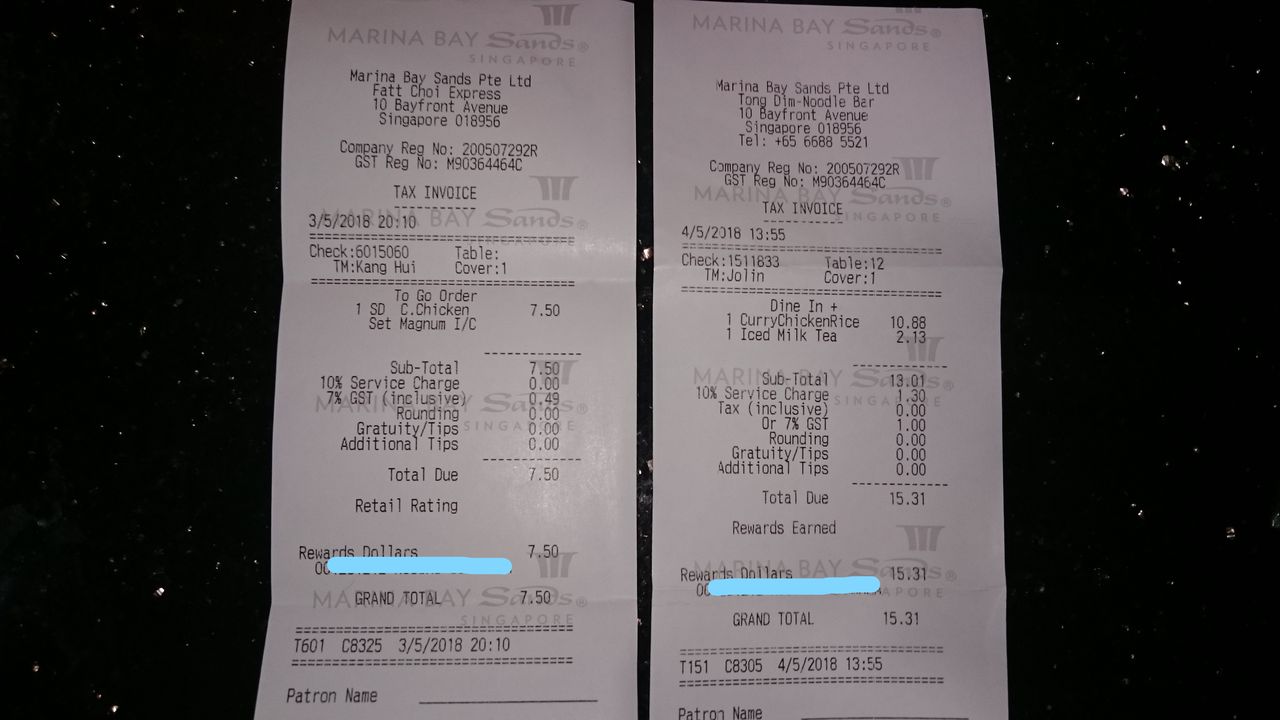 MARINA BAY Sands®
SINGAPORE
Marina Bay Sands Pte Ltd
Fatt Choi Express
10 Bayfront Avenue
Singapore 018956
Company Reg No: 200507292R
GST Reg No: M90364464C
TAX INVOICE
3/5/2018 20:10
Check:6015060 Table:
TM:Kang Hui Cover:1
To Go Order
1 SD C.Chicken 7.50
Set Magnum I/C
Sub-Total 7.50
10% Service Charge 0.00
7% GST (inclusive) 0.49
Rounding 0.00
Gratuity/Tips 0.00
Additional Tips 0.00
Total Due 7.50
Retail Rating
Rewards Dollars 7.50
GRAND TOTAL 7.50
T601 C8325 3/5/2018 20:10
Patron Name
MARINA BAY Sands®
SINGAPORE
Marina Bay Sands Pte Ltd
Tong Dim-Noodle Bar
10 Bayfront Avenue
Singapore 018956
Tel: +65 6688 5521
Company Reg No: 200507292R
GST Reg No: M90364464C
TAX INVOICE
4/5/2018 13:55
Check:1511833 Table:12
TM:Jolin Cover:1
Dine In +
1 CurryChickenRice 10.88
1 Iced Milk Tea 2.13
Sub-Total 13.01
10% Service Charge 1.30
Tax (inclusive) 0.00
Or 7% GST 1.00
Rounding 0.00
Gratuity/Tips 0.00
Additional Tips 0.00
Total Due 15.31
Rewards Earned
Rewards Dollars 15.31
GRAND TOTAL 15.31
T151 C8305 4/5/2018 13:55
Patron Name